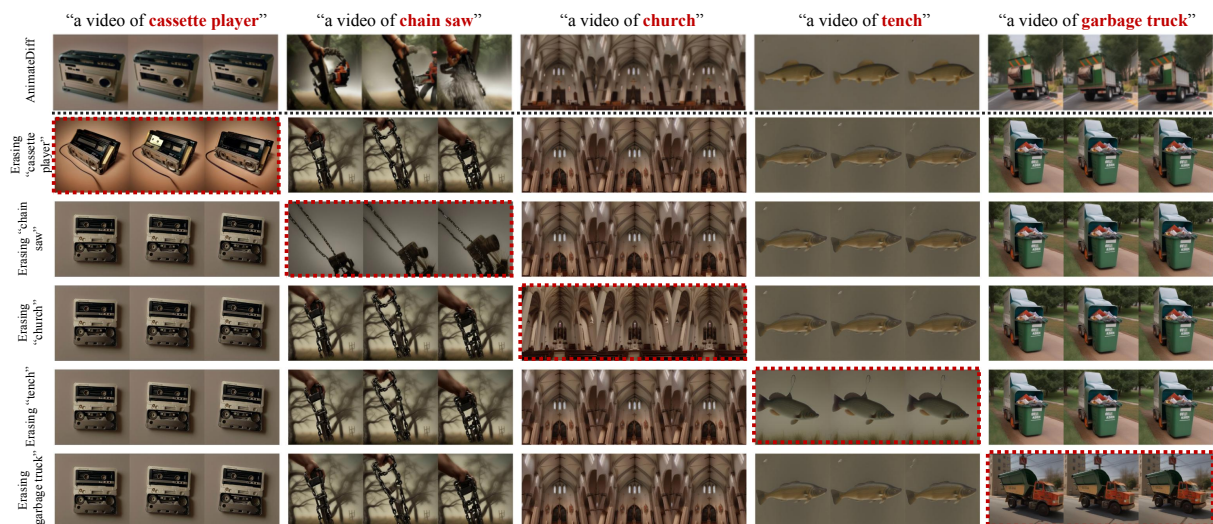 “a video of cassette player”
“a video of chain saw”
“a video of church”
“a video of tench”
“a video of garbage truck”
AnimateDiff
Erasing
“cassette
player”
Erasing “chain
saw”
Erasing
“church”
Erasing “tench”
Erasing
garbage truck”